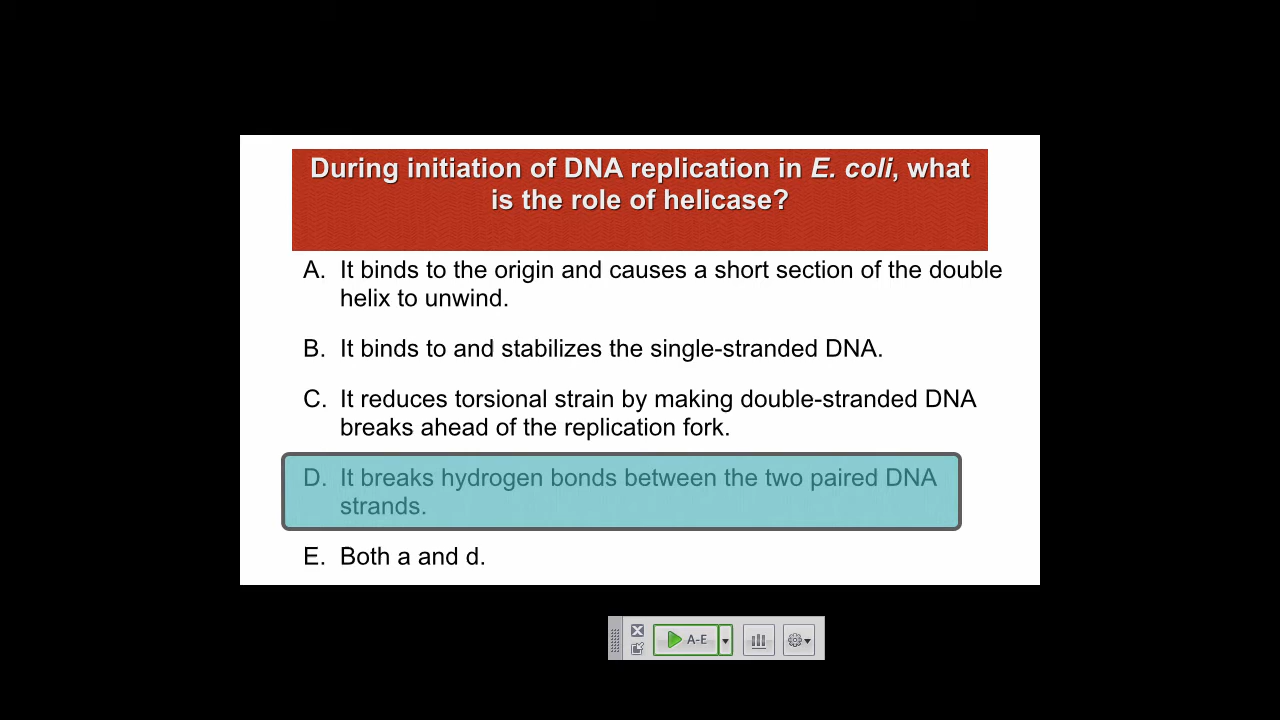 During initiation of DNA replication in E. coli, what
is the role of helicase?
A. It binds to the origin and causes a short section of the double
helix to unwind.
B. It binds to and stabilizes the single-stranded DNA.
C. It reduces torsional strain by making double-stranded DNA
breaks ahead of the replication fork.
D. It breaks hydrogen bonds between the two paired DNA
strands.
E. Both a and d.
A-E